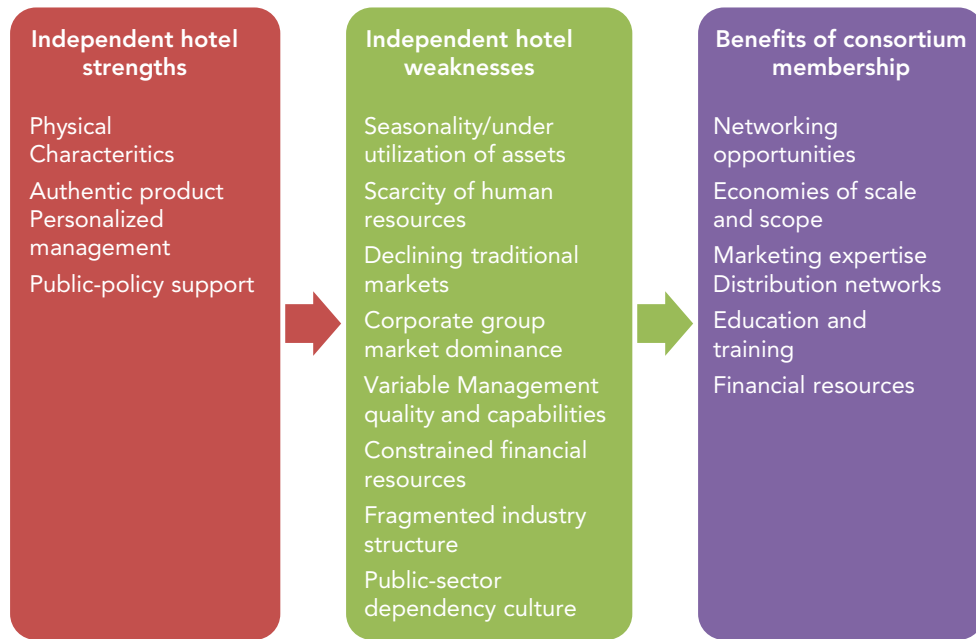 Independent hotel
strengths
Physical
Characteritics
Authentic product
Personalized
management
Public-policy support
Independent hotel
weaknesses
Seasonality/under
utilization of assets
Scarcity of human
resources
Declining traditional
markets
Corporate group
market dominance
Variable Management
quality and capabilities
Constrained financial
resources
Fragmented industry
structure
Public-sector
dependency culture
Benefits of consortium
membership
Networking
opportunities
Economies of scale
and scope
Marketing expertise
Distribution networks
Education and
training
Financial resources